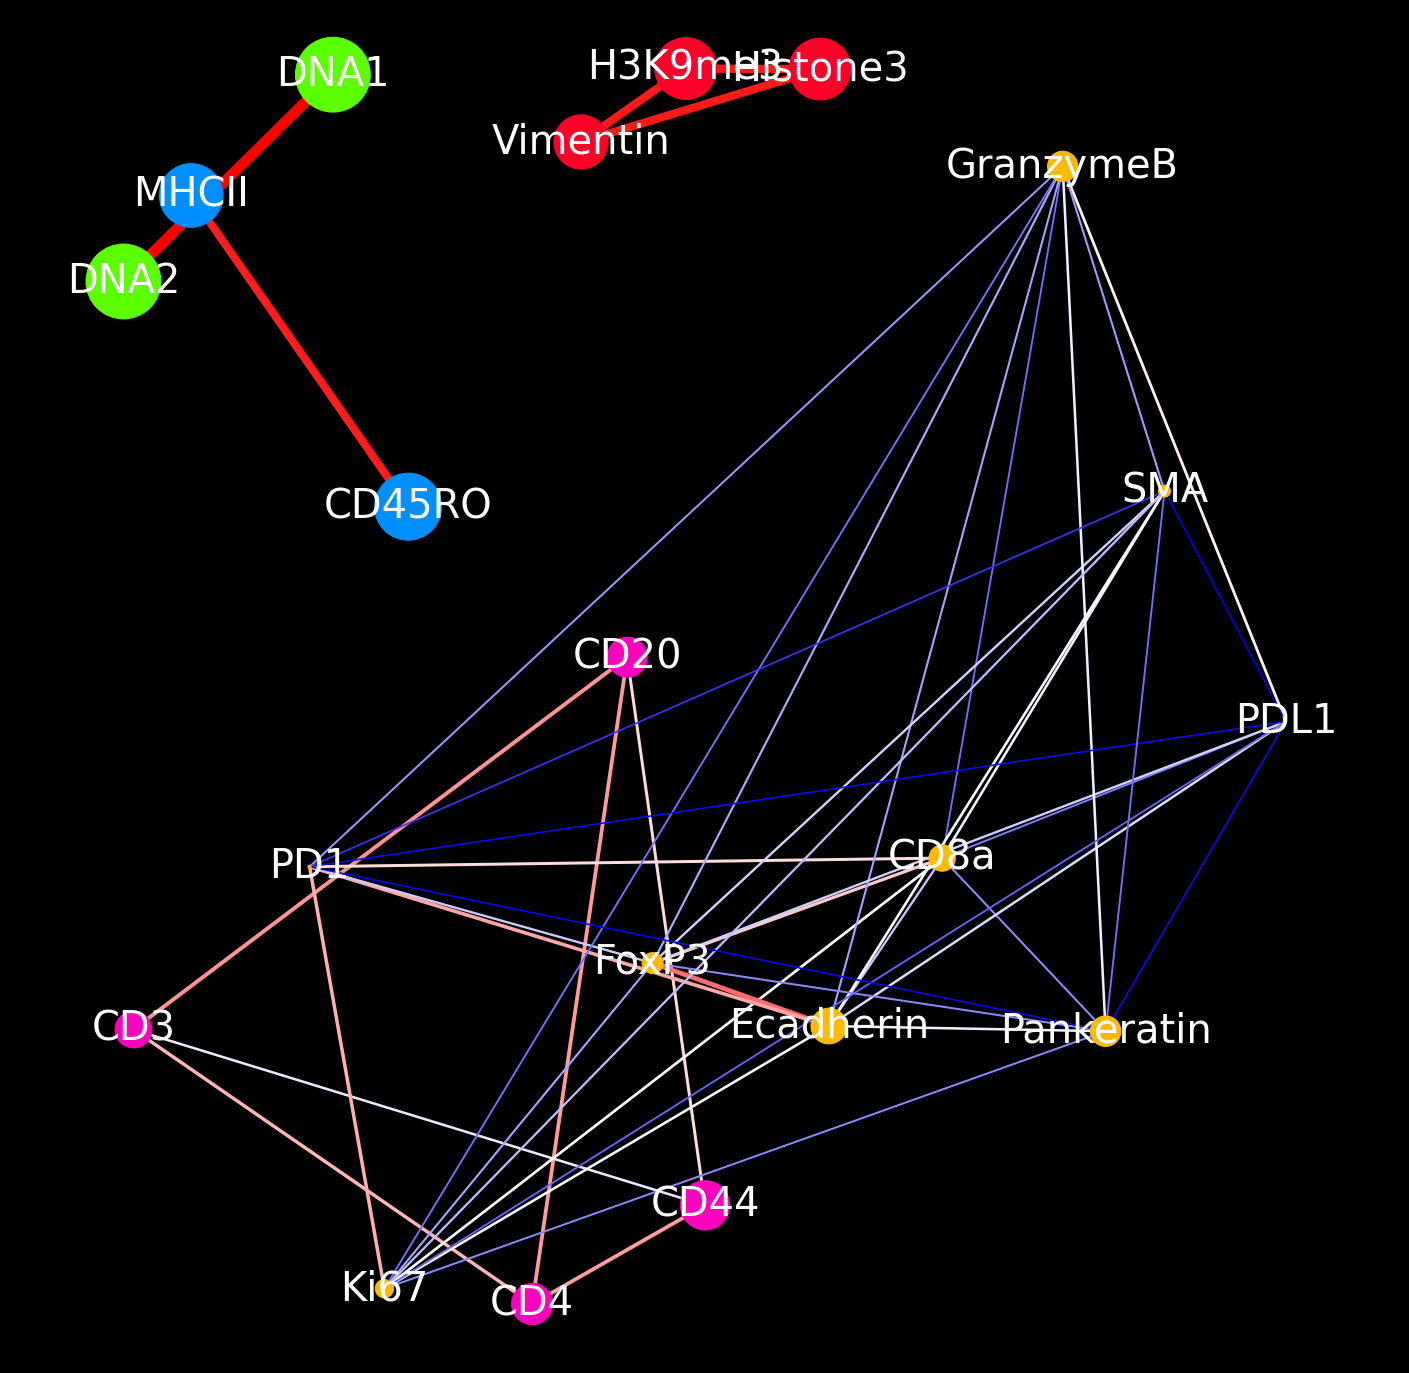 DNA1
H3K9me3
Histone3
Vimentin
GranzymeB
MHCII
DNA2
SMA
CD45RO
CD20
PDL1
CD8a
PD1
FoxP3
CD3
Ecadherin
Pankeratin
CD44
Ki67
CD4